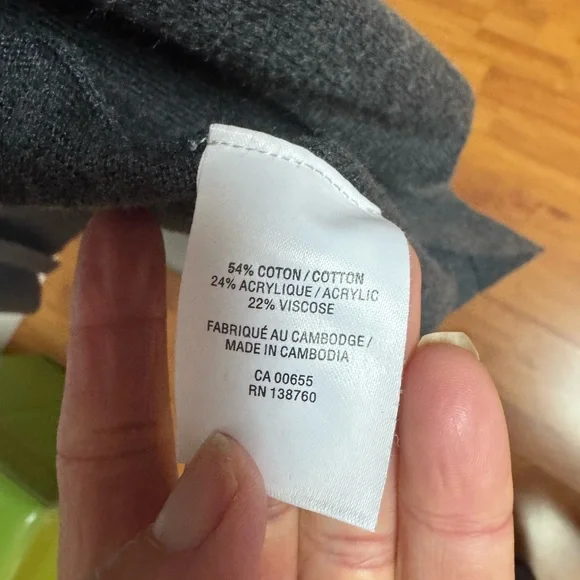 54% COTON / COTTON
24% ACRYLIQUE / ACRYLIC
22% VISCOSE
FABRIQUÉ AU CAMBODGE /
MADE IN CAMBODIA
CA 00655
RN 138760